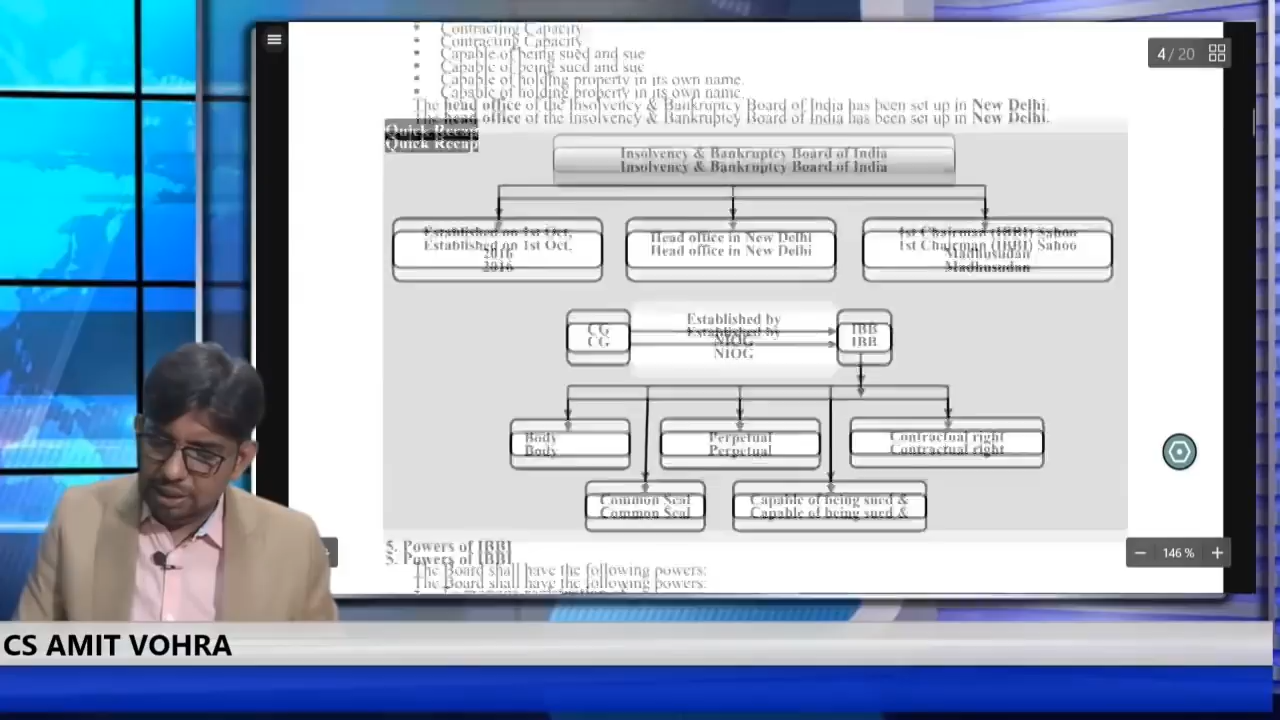 Contracting Capacity
Capable of being sued and sue
Capable of holding property in its own name.
The head office of the Insolvency & Bankruptcy Board of India has been set up in New Delhi.
4 / 20
Quick Recap
Insolvency & Bankruptcy Board of India
Established on 1st Oct, 2016
Head office in New Delhi
1st Chairman (IBBI) Sahoo Madhusudan
CG
Established by
NIOG
IBB
Body
Perpetual
Contractual right
Common Seal
Capable of being sued &
5. Powers of IBBI
The Board shall have the following powers:
146 %
CS AMIT VOHRA